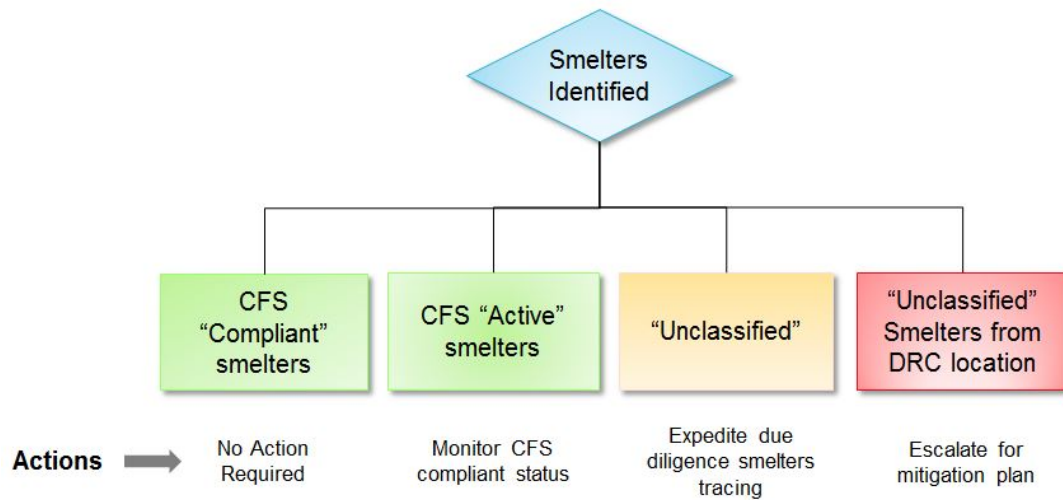 Smelters
Identified
CFS
“Compliant”
smelters
CFS “Active”
smelters
“Unclassified”
“Unclassified”
Smelters from
DRC location
Actions
No Action
Required
Monitor CFS
compliant status
Expedite due
diligence smelters
tracing
Escalate for
mitigation plan